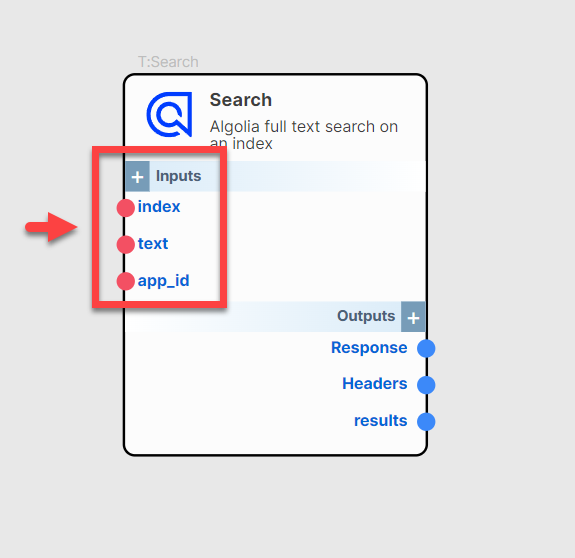 T:Search
Search
Algolia full text search on
an index
+ Inputs
index
text
app_id
Outputs +
Response
Headers
results